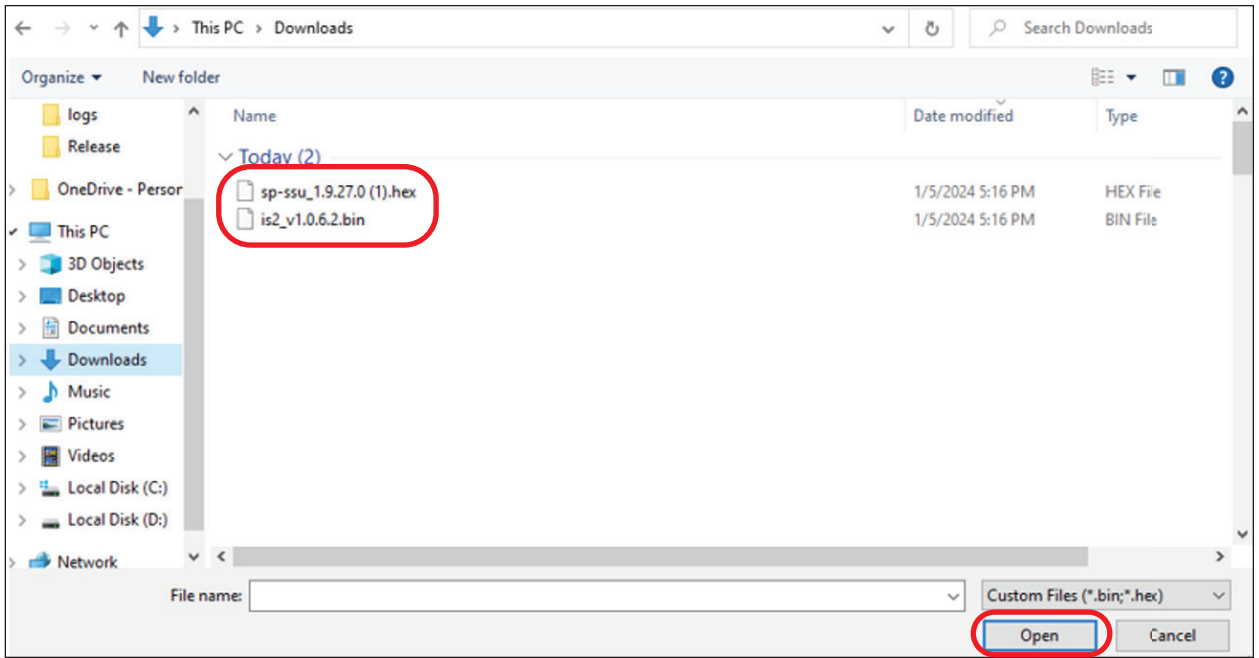 This PC > Downloads
Search Downloads
Organize
New folder
logs
Release
OneDrive - Person
This PC
3D Objects
Desktop
Documents
Downloads
Music
Pictures
Videos
Local Disk (C:)
Local Disk (D:)
Network
Name Date modified Type
Today (2)
sp-ssu_1.9.27.0 (1).hex 1/5/2024 5:16 PM HEX File
is2_v1.0.6.2.bin 1/5/2024 5:16 PM BIN File
File name:
Custom Files (*.bin;*.hex)
Open
Cancel